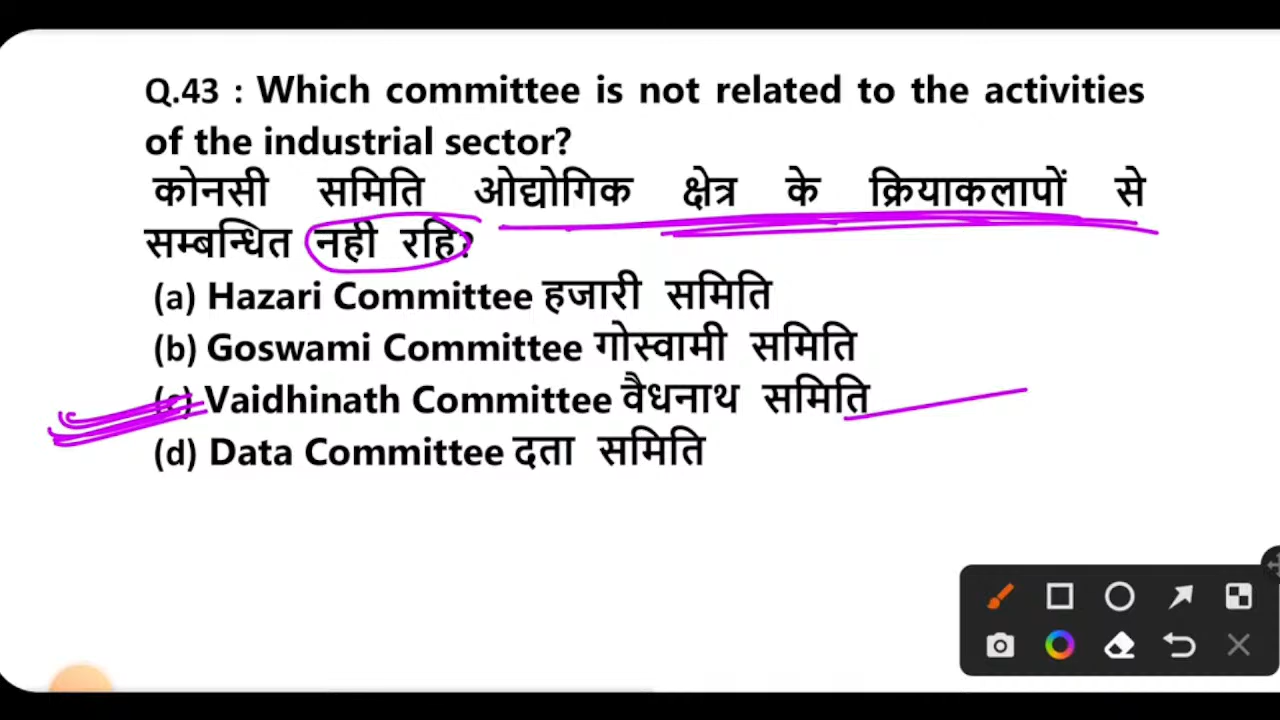 Q.43 : Which committee is not related to the activities
of the industrial sector?
कोनसी समिति ओद्योगिक क्षेत्र के क्रियाकलापों से
सम्बन्धित नही रहि?
(a) Hazari Committee हजारी समिति
(b) Goswami Committee गोस्वामी समिति
(c) Vaidhinath Committee वैधनाथ समिति
(d) Data Committee दता समिति